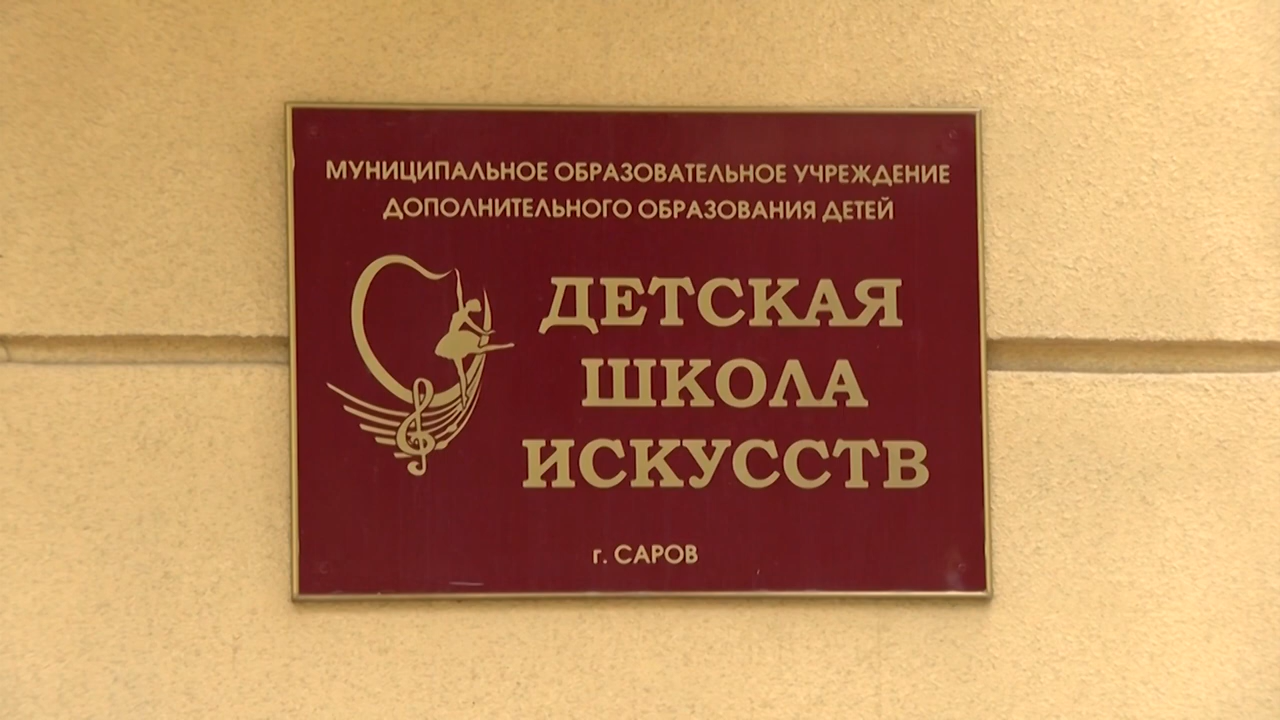 МУНИЦИПАЛЬНОЕ ОБРАЗОВАТЕЛЬНОЕ УЧРЕЖДЕНИЕ
ДОПОЛНИТЕЛЬНОГО ОБРАЗОВАНИЯ ДЕТЕЙ
ДЕТСКАЯ
ШКОЛА
ИСКУССТВ
г. САРОВ